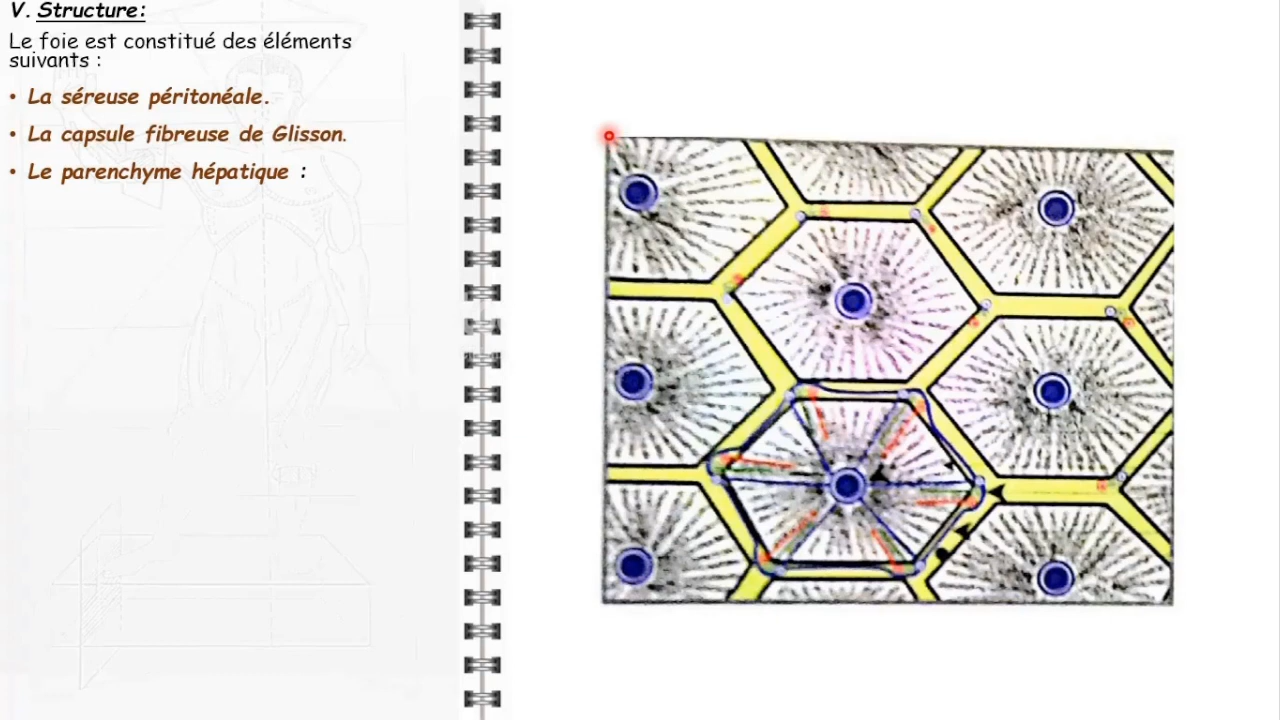 V. Structure:
Le foie est constitué des éléments
suivants :
• La séreuse péritonéale.
• La capsule fibreuse de Glisson.
• Le parenchyme hépatique :